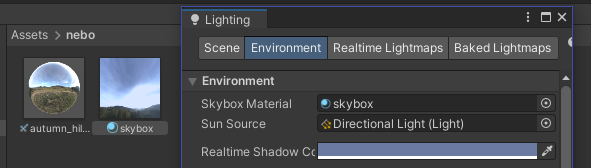 Lighting
Assets > nebo
Scene Environment Realtime Lightmaps Baked Lightmaps
Environment
Skybox Material skybox
Sun Source Directional Light (Light)
Realtime Shadow Co
autumn_hil... skybox